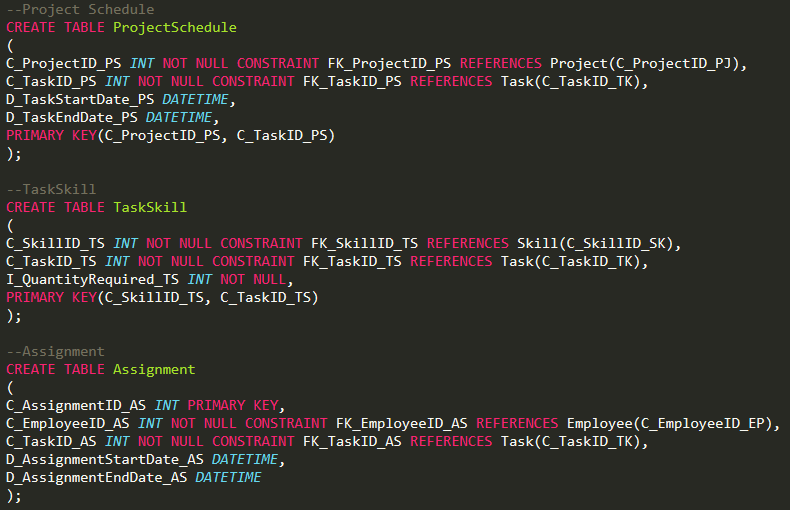 --Project Schedule
CREATE TABLE ProjectSchedule
(
C_ProjectID_PS INT NOT NULL CONSTRAINT FK_ProjectID_PS REFERENCES Project(C_ProjectID_PJ),
C_TaskID_PS INT NOT NULL CONSTRAINT FK_TaskID_PS REFERENCES Task(C_TaskID_TK),
D_TaskStartDate_PS DATETIME,
D_TaskEndDate_PS DATETIME,
PRIMARY KEY(C_ProjectID_PS, C_TaskID_PS)
);
--TaskSkill
CREATE TABLE TaskSkill
(
C_SkillID_TS INT NOT NULL CONSTRAINT FK_SkillID_TS REFERENCES Skill(C_SkillID_SK),
C_TaskID_TS INT NOT NULL CONSTRAINT FK_TaskID_TS REFERENCES Task(C_TaskID_TK),
I_QuantityRequired_TS INT NOT NULL,
PRIMARY KEY(C_SkillID_TS, C_TaskID_TS)
);
--Assignment
CREATE TABLE Assignment
(
C_AssignmentID_AS INT PRIMARY KEY,
C_EmployeeID_AS INT NOT NULL CONSTRAINT FK_EmployeeID_AS REFERENCES Employee(C_EmployeeID_EP),
C_TaskID_AS INT NOT NULL CONSTRAINT FK_TaskID_AS REFERENCES Task(C_TaskID_TK),
D_AssignmentStartDate_AS DATETIME,
D_AssignmentEndDate_AS DATETIME
);